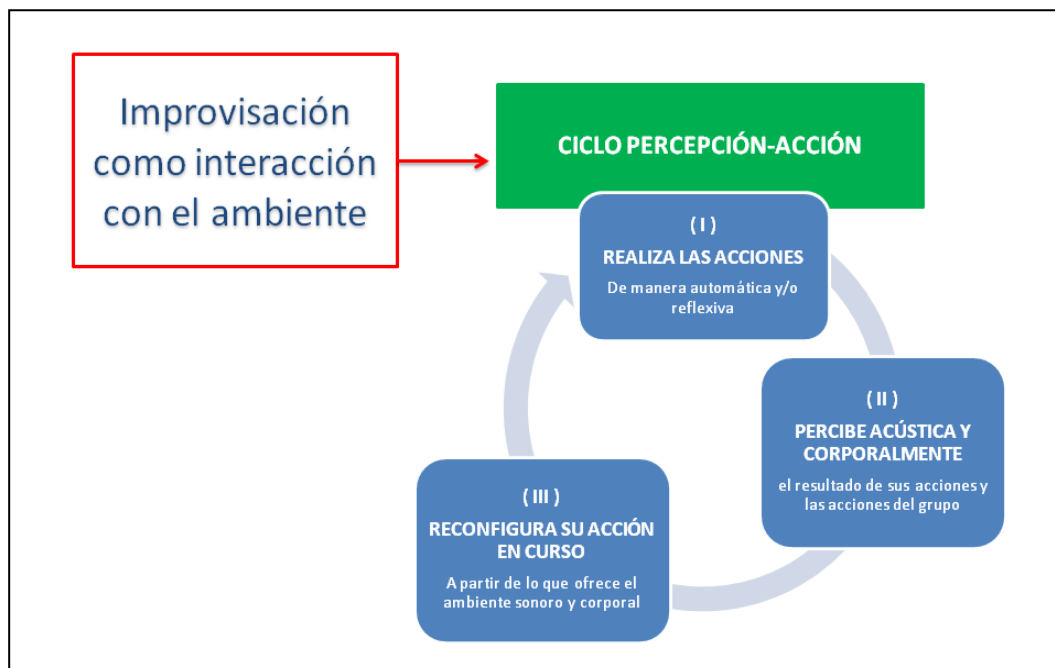 Improvisación
como interacción
con el ambiente
CICLO PERCEPCIÓN-ACCIÓN
( I )
REALIZA LAS ACCIONES
De manera automática y/o
reflexiva
( II )
PERCIBE ACÚSTICA Y
CORPORALMENTE
el resultado de sus acciones y
las acciones del grupo
( III )
RECONFIGURA SU ACCIÓN
EN CURSO
A partir de lo que ofrece el
ambiente sonoro y corporal